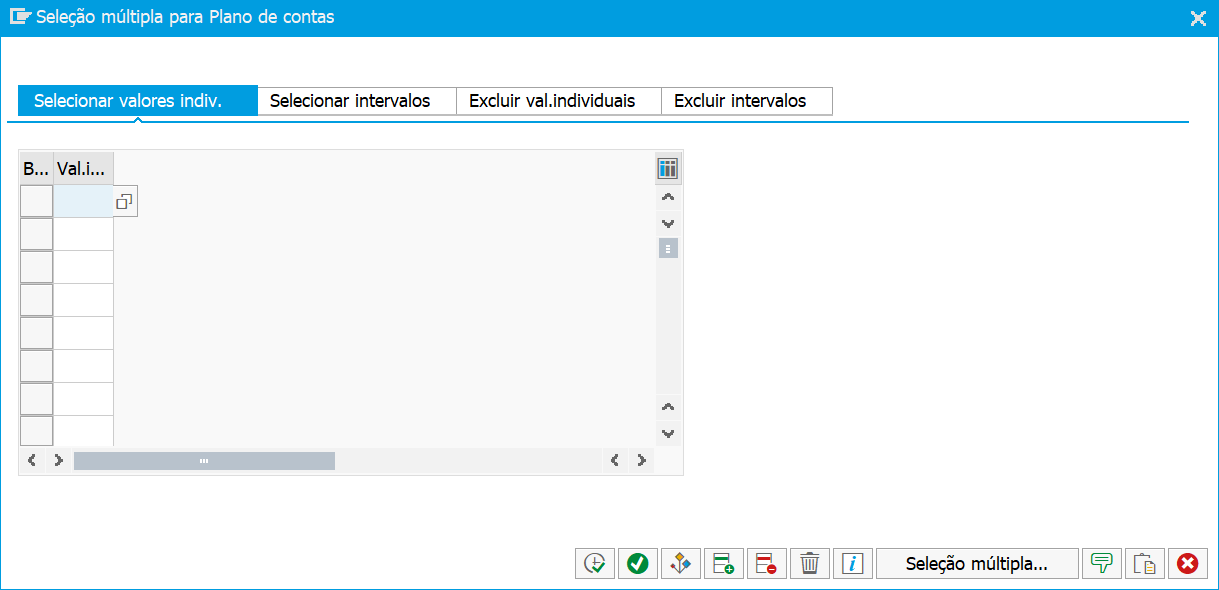 Seleção múltipla para Plano de contas
Selecionar valores indiv. Selecionar intervalos Excluir val.individuais Excluir intervalos
B... Val.i...
i Seleção múltipla...